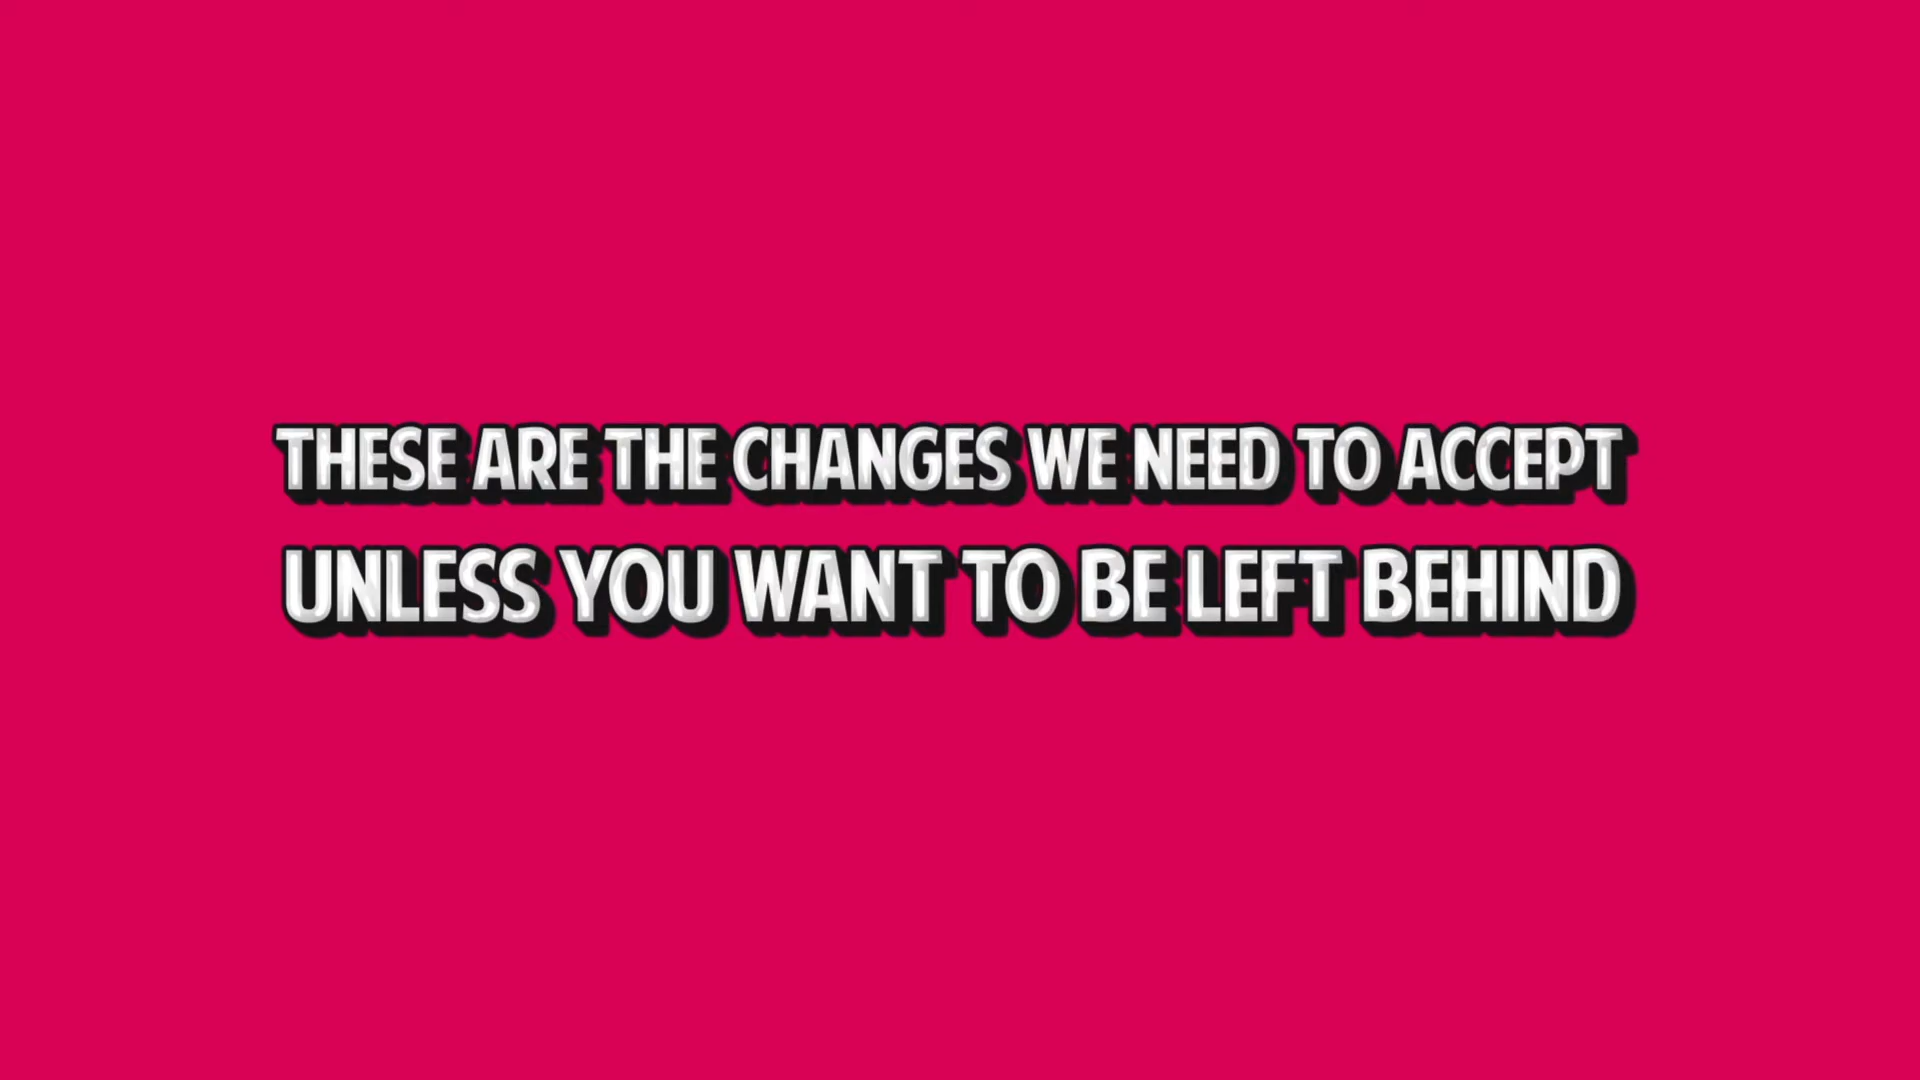 THESE ARE THE CHANGES WE NEED TO ACCEPT
UNLESS YOU WANT TO BE LEFT BEHIND